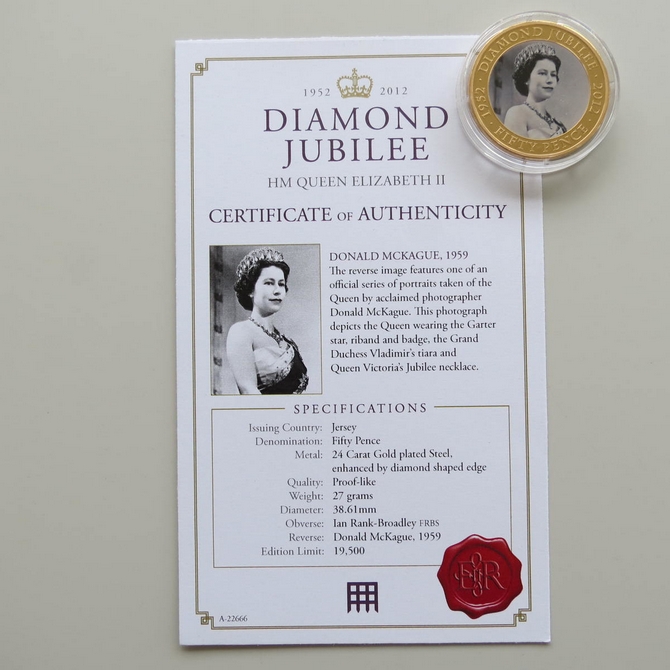 1952 2012
DIAMOND
JUBILEE
HM QUEEN ELIZABETH II
CERTIFICATE OF AUTHENTICITY
DIAMOND JUBILEE
1952 · 2012
FIFTY PENCE
DONALD MCKAGUE, 1959
The reverse image features one of an
official series of portraits taken of the
Queen by acclaimed photographer
Donald McKague. This photograph
depicts the Queen wearing the Garter
star, riband and badge, the Grand
Duchess Vladimir's tiara and
Queen Victoria's Jubilee necklace.
SPECIFICATIONS
Issuing Country: Jersey
Denomination: Fifty Pence
Metal: 24 Carat Gold plated Steel,
enhanced by diamond shaped edge
Quality: Proof-like
Weight: 27 grams
Diameter: 38.61mm
Obverse: Ian Rank-Broadley FRBS
Reverse: Donald McKague, 1959
Edition Limit: 19,500
EIIR
A-22666